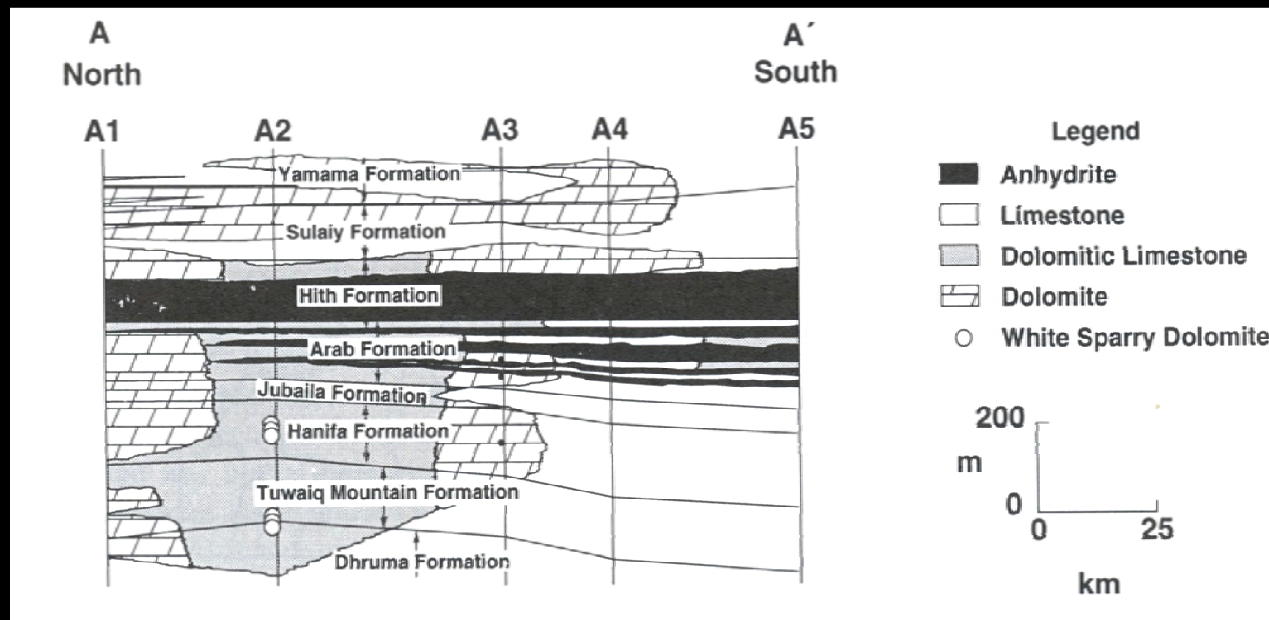 A
North
A´
South
A1 A2 A3 A4 A5
Yamama Formation
Sulaiy Formation
Hith Formation
Arab Formation
Jubaila Formation
Hanifa Formation
Tuwaiq Mountain Formation
Dhruma Formation
Legend
Anhydrite
Limestone
Dolomitic Limestone
Dolomite
White Sparry Dolomite
200
m
0
0 25
km